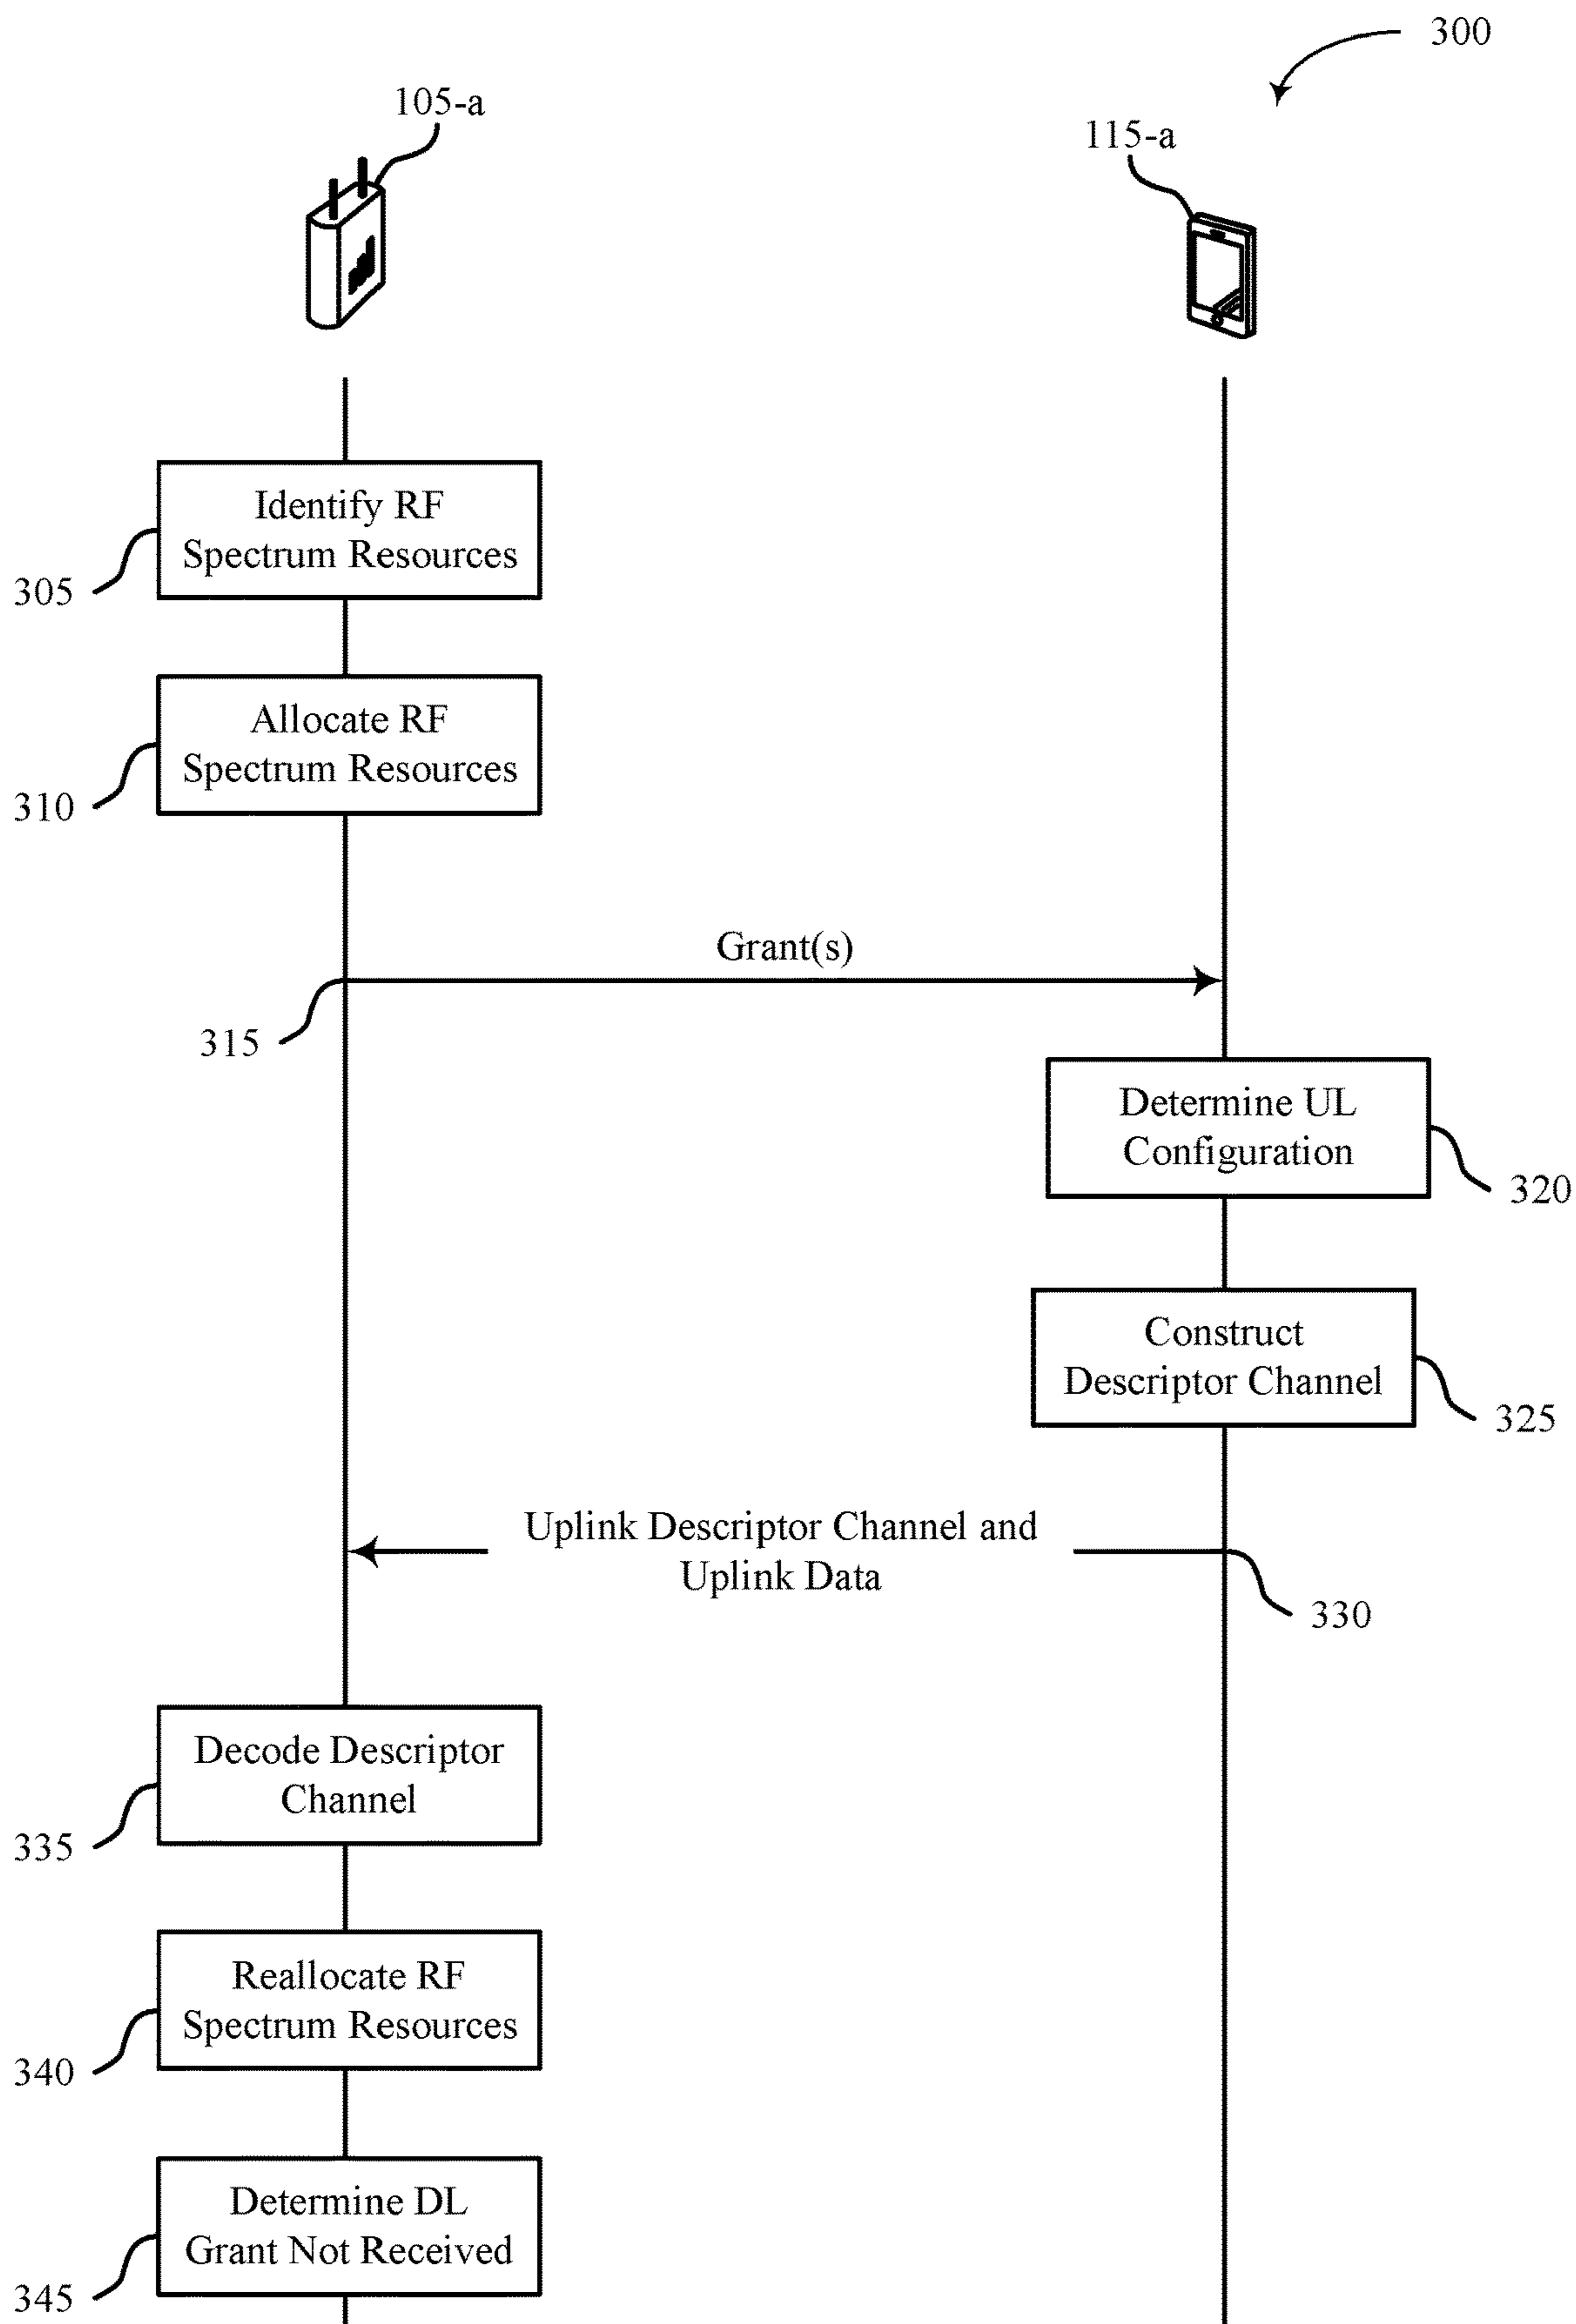 300
105-a
115-a
Identify RF
Spectrum Resources
305
Allocate RF
Spectrum Resources
310
Grant(s)
315
Determine UL
Configuration
320
Construct
Descriptor Channel
325
Uplink Descriptor Channel and
Uplink Data
330
Decode Descriptor
Channel
335
Reallocate RF
Spectrum Resources
340
Determine DL
Grant Not Received
345